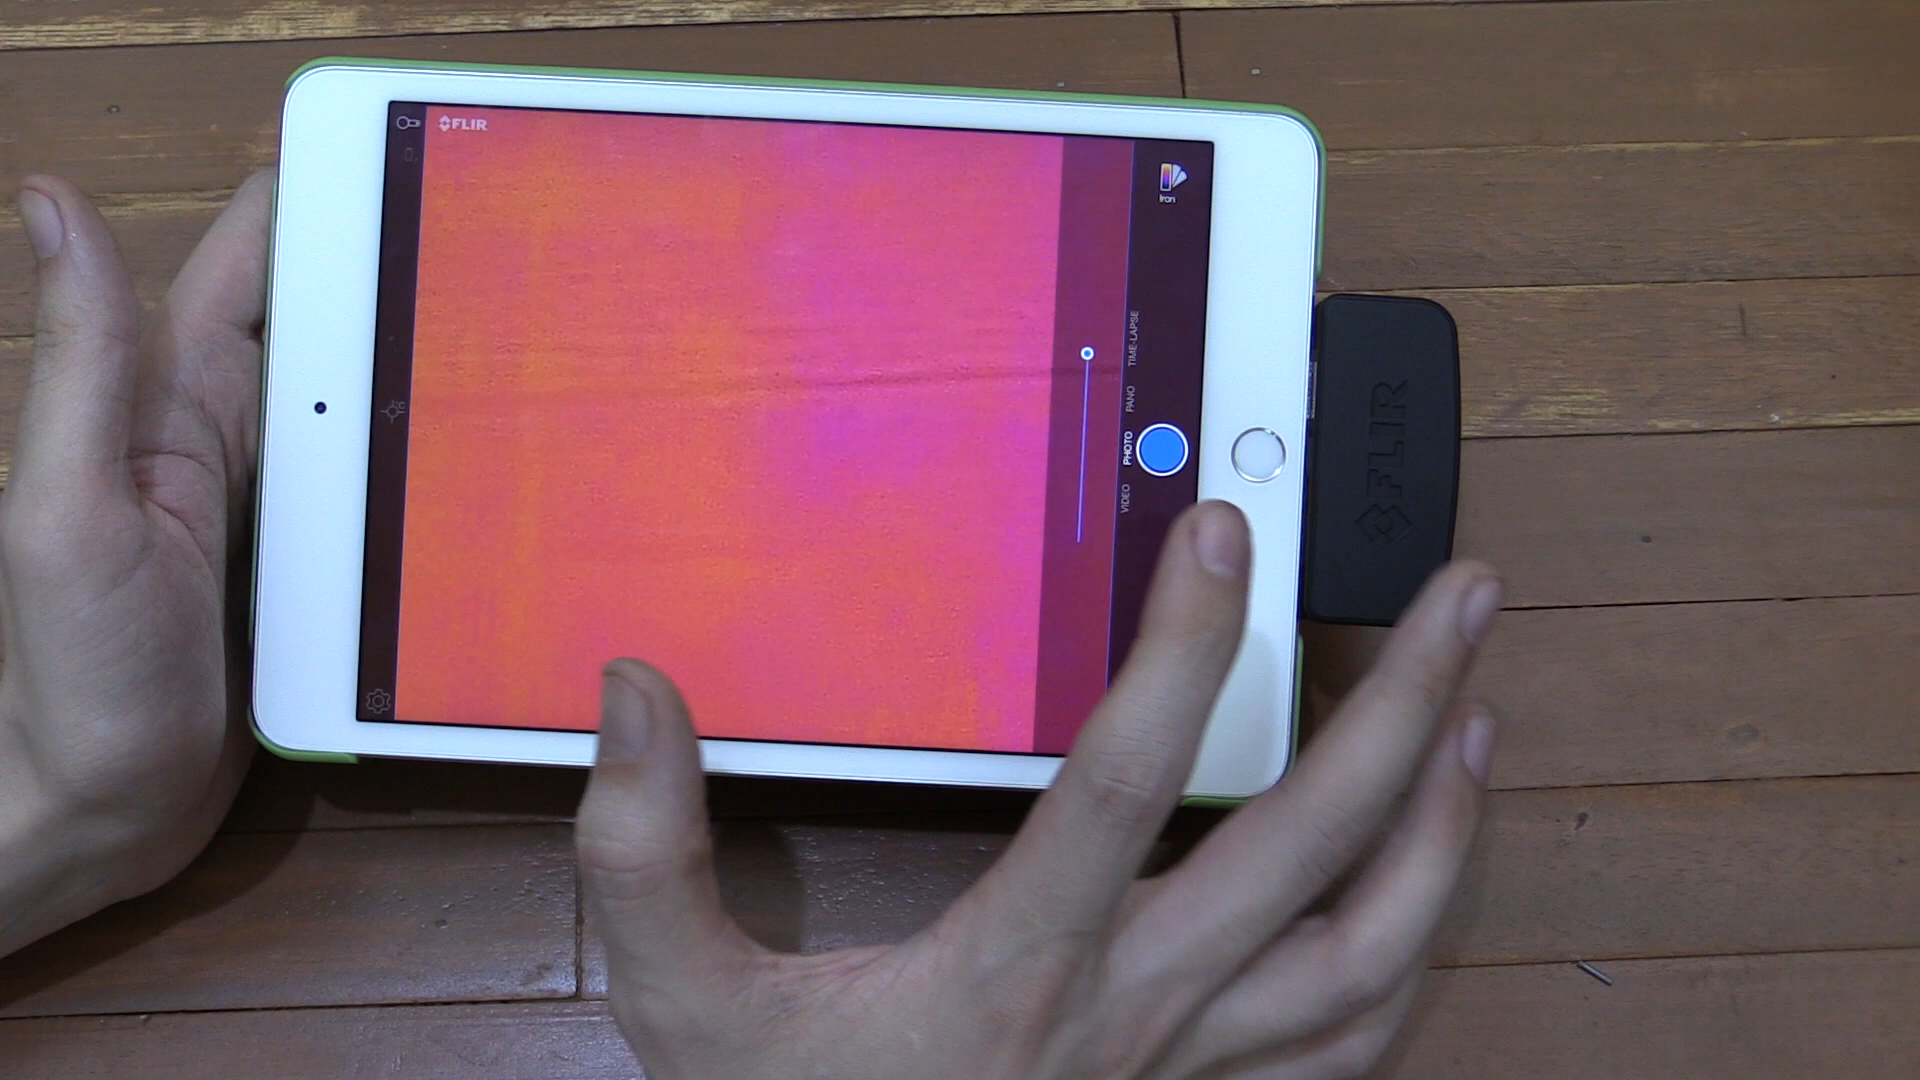 FLIR
Iron
TIME-LAPSE
PANO
PHOTO
VIDEO
FLIR